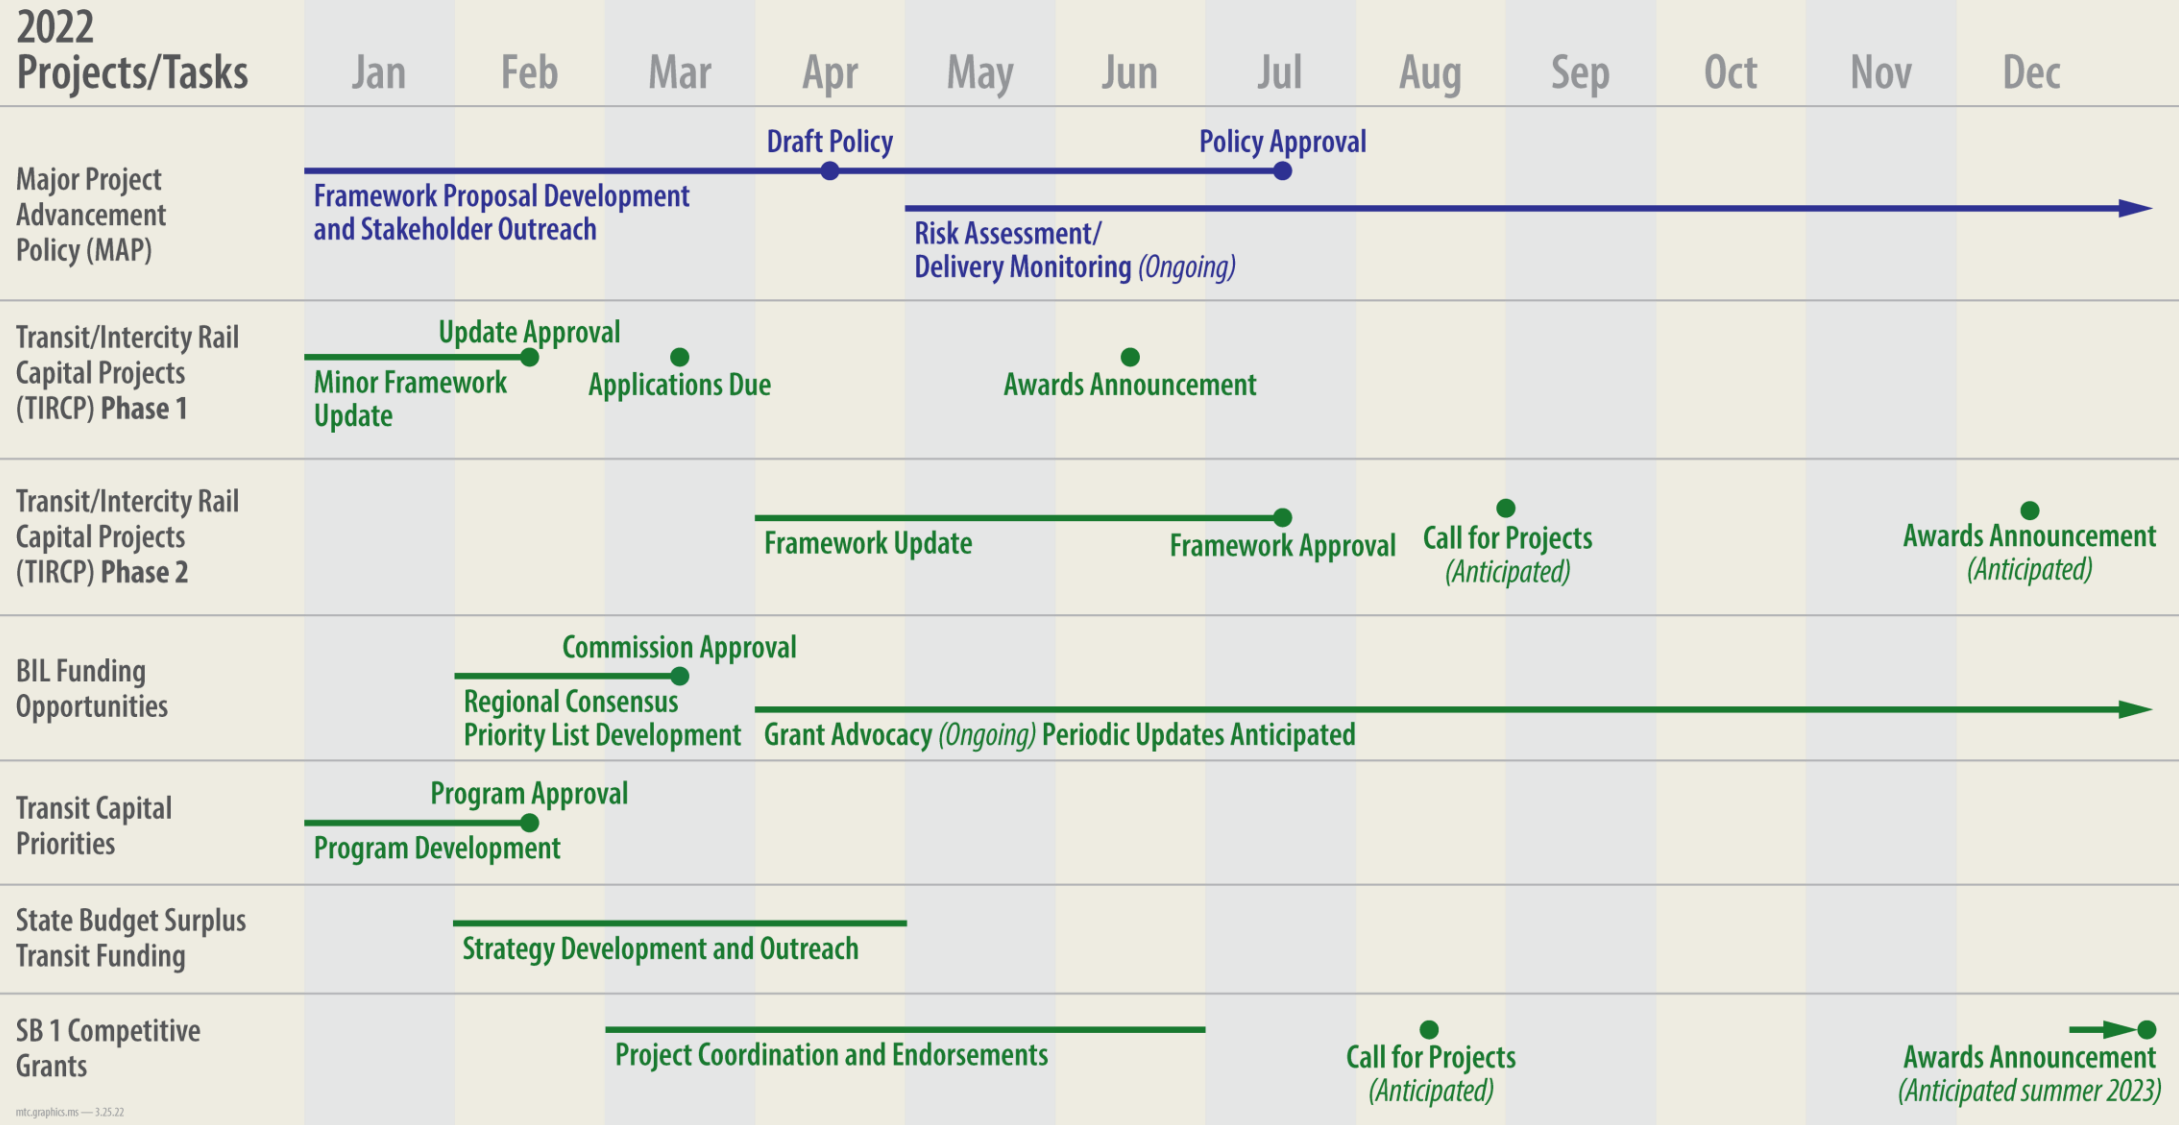 2022
Projects/Tasks
Jan Feb Mar Apr May Jun Jul Aug Sep Oct Nov Dec
Major Project
Advancement
Policy (MAP)
Draft Policy
Policy Approval
Framework Proposal Development
and Stakeholder Outreach
Risk Assessment/
Delivery Monitoring (Ongoing)
Transit/Intercity Rail
Capital Projects
(TIRCP) Phase 1
Update Approval
Minor Framework
Update
Applications Due
Awards Announcement
Transit/Intercity Rail
Capital Projects
(TIRCP) Phase 2
Framework Update
Framework Approval
Call for Projects
(Anticipated)
Awards Announcement
(Anticipated)
BIL Funding
Opportunities
Commission Approval
Regional Consensus
Priority List Development
Grant Advocacy (Ongoing) Periodic Updates Anticipated
Transit Capital
Priorities
Program Approval
Program Development
State Budget Surplus
Transit Funding
Strategy Development and Outreach
SB 1 Competitive
Grants
Project Coordination and Endorsements
Call for Projects
(Anticipated)
Awards Announcement
(Anticipated summer 2023)
mtc.graphics.ms — 3.25.22